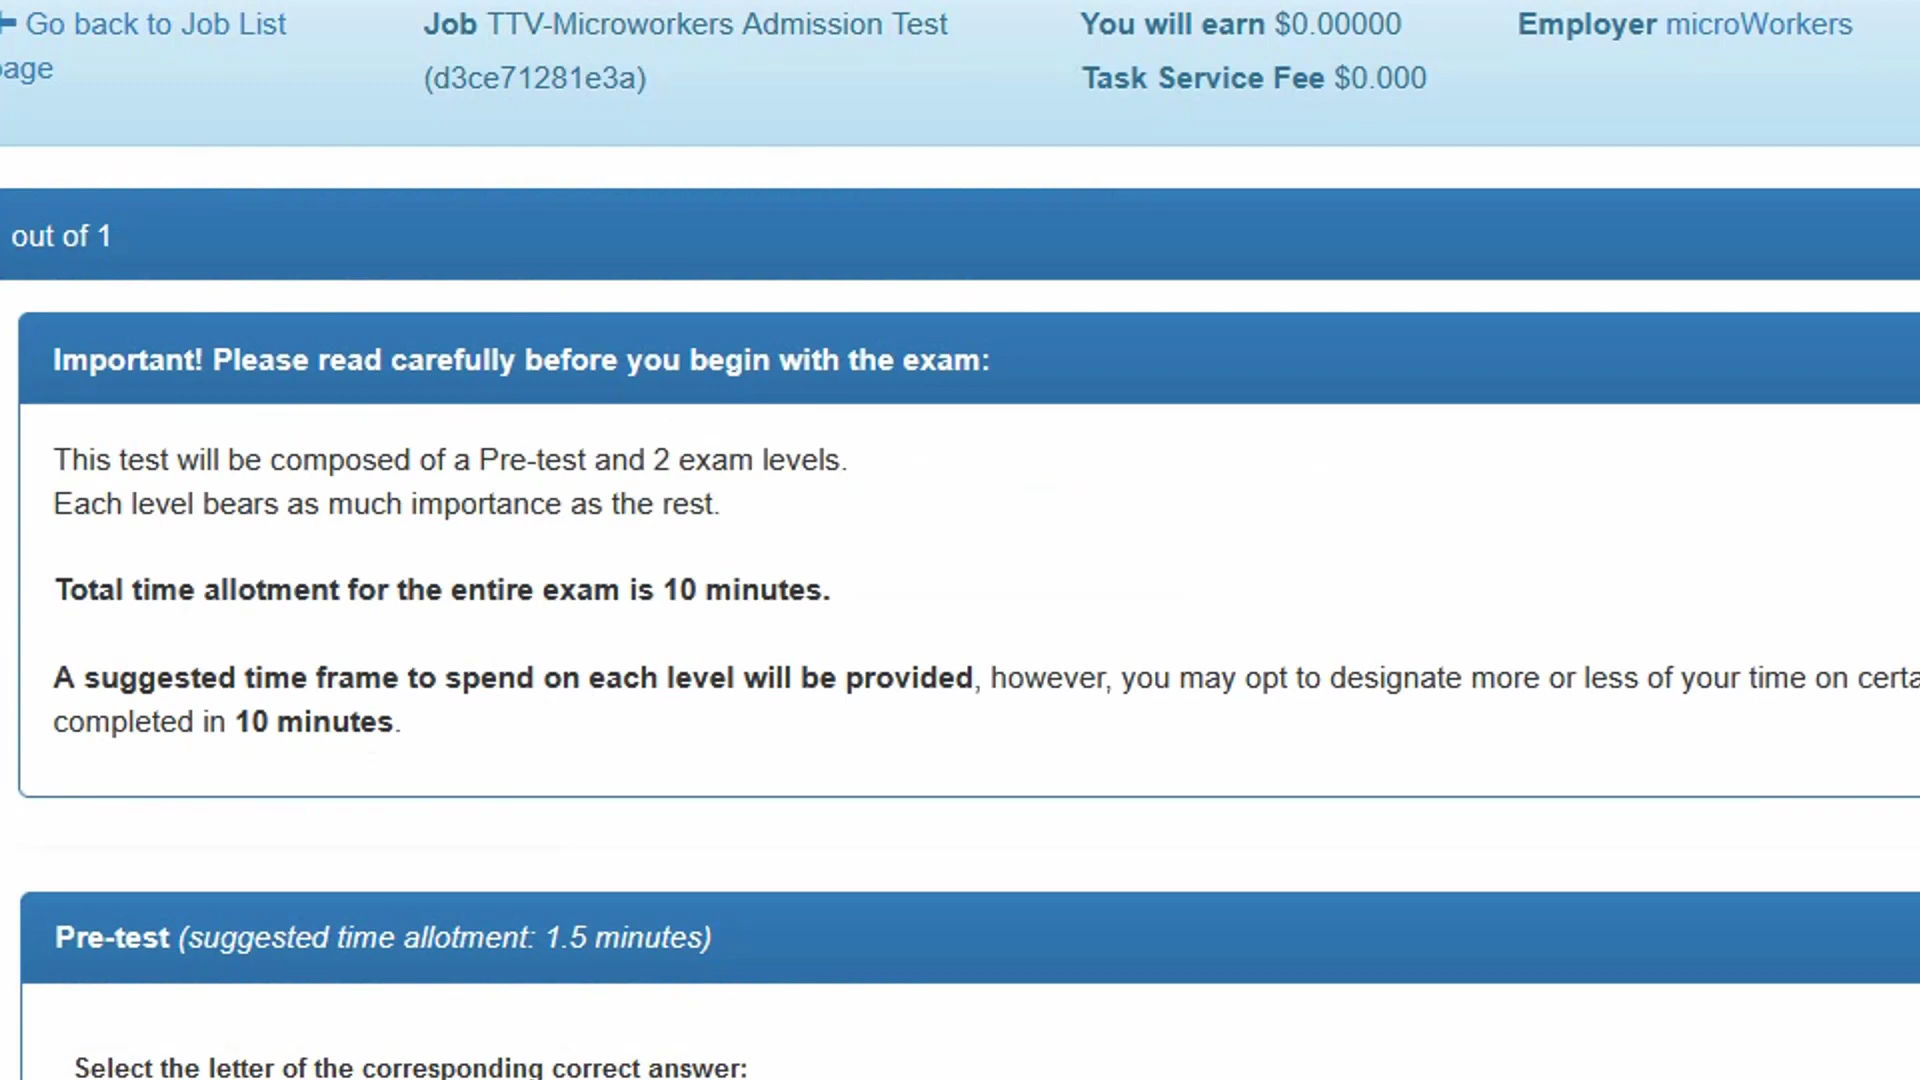 Go back to Job List
page
Job TTV-Microworkers Admission Test
(d3ce71281e3a)
You will earn $0.00000
Task Service Fee $0.000
Employer microWorkers
out of 1
Important! Please read carefully before you begin with the exam:
This test will be composed of a Pre-test and 2 exam levels.
Each level bears as much importance as the rest.
Total time allotment for the entire exam is 10 minutes.
A suggested time frame to spend on each level will be provided, however, you may opt to designate more or less of your time on certa
completed in 10 minutes.
Pre-test (suggested time allotment: 1.5 minutes)
Select the letter of the corresponding correct answer: